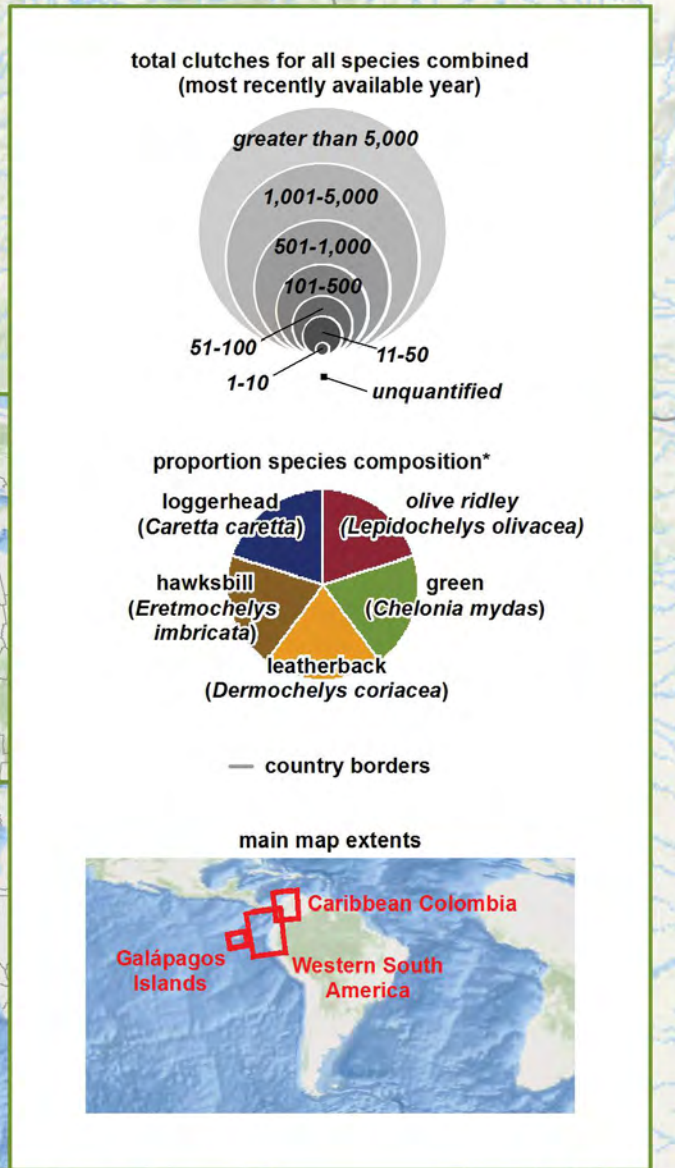 total clutches for all species combined
(most recently available year)
greater than 5,000
1,001-5,000
501-1,000
101-500
51-100
11-50
1-10
unquantified
proportion species composition*
loggerhead
(Caretta caretta)
olive ridley
(Lepidochelys olivacea)
hawksbill
(Eretmochelys
imbricata)
green
(Chelonia mydas)
leatherback
(Dermochelys coriacea)
country borders
main map extents
Caribbean Colombia
Galápagos
Islands
Western South
America